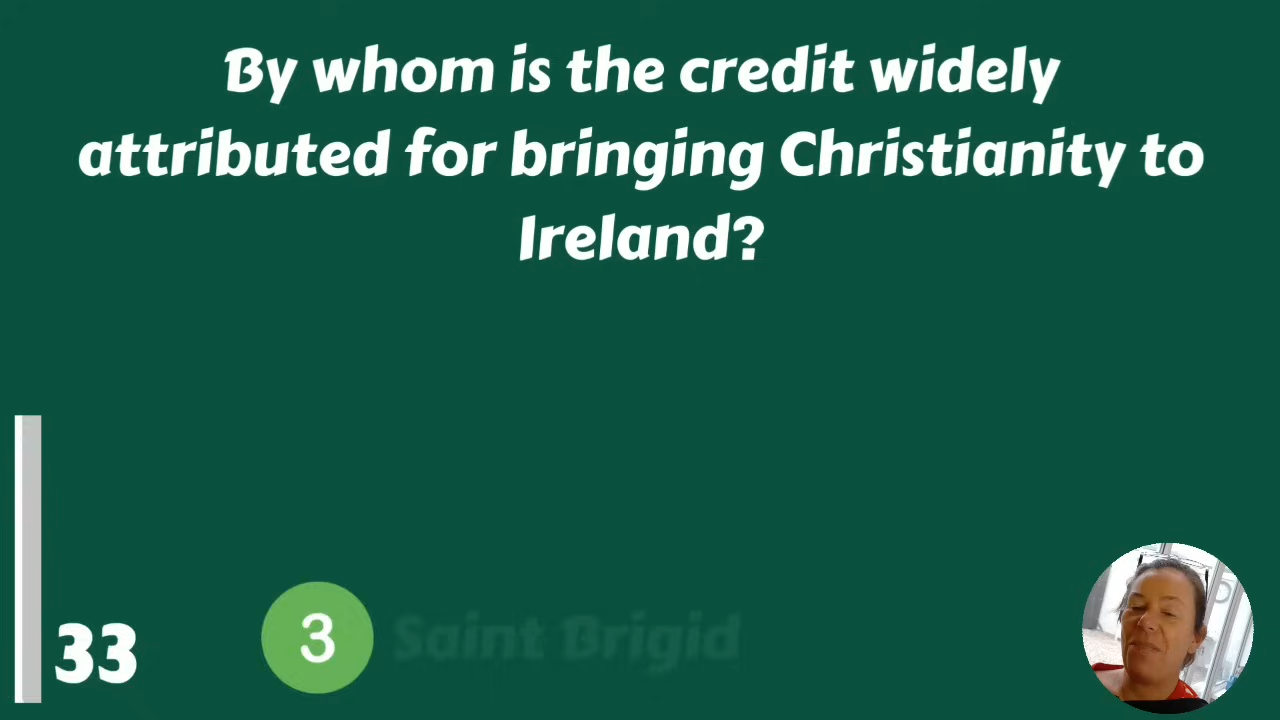 By whom is the credit widely
attributed for bringing Christianity to
Ireland?
33
3 Saint Brigid